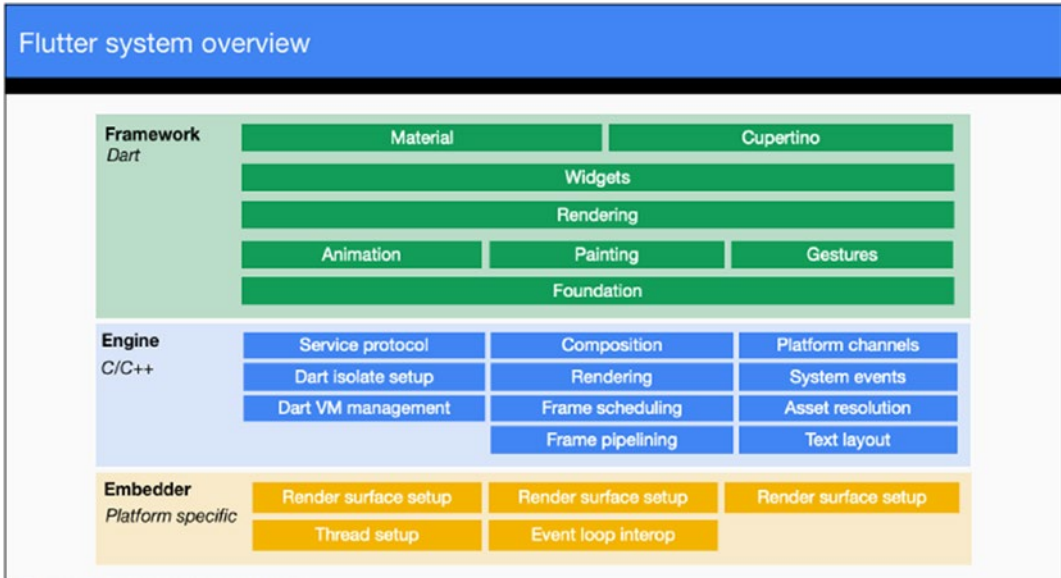 Flutter system overview
Framework
Dart
Material
Cupertino
Widgets
Rendering
Animation
Painting
Gestures
Foundation
Engine
C/C++
Service protocol
Composition
Platform channels
Dart isolate setup
Rendering
System events
Dart VM management
Frame scheduling
Asset resolution
Frame pipelining
Text layout
Embedder
Platform specific
Render surface setup
Render surface setup
Render surface setup
Thread setup
Event loop interop